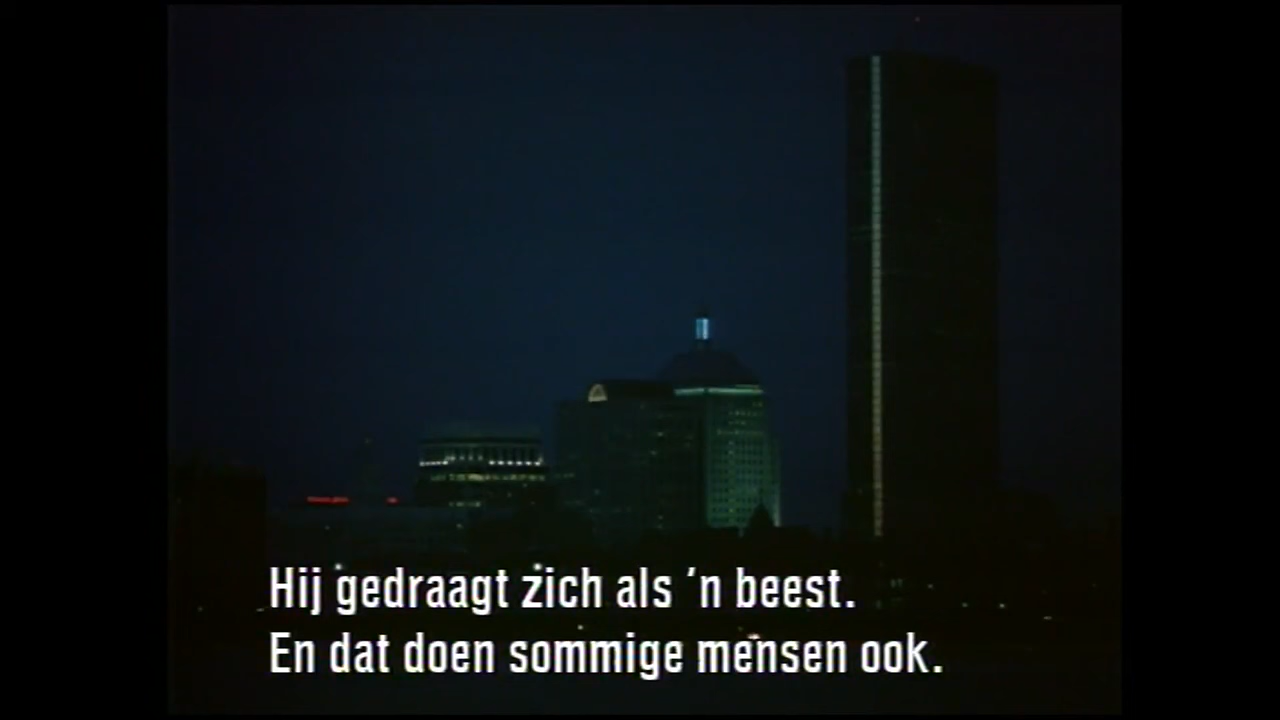 Hij gedraagt zich als 'n beest.
En dat doen sommige mensen ook.